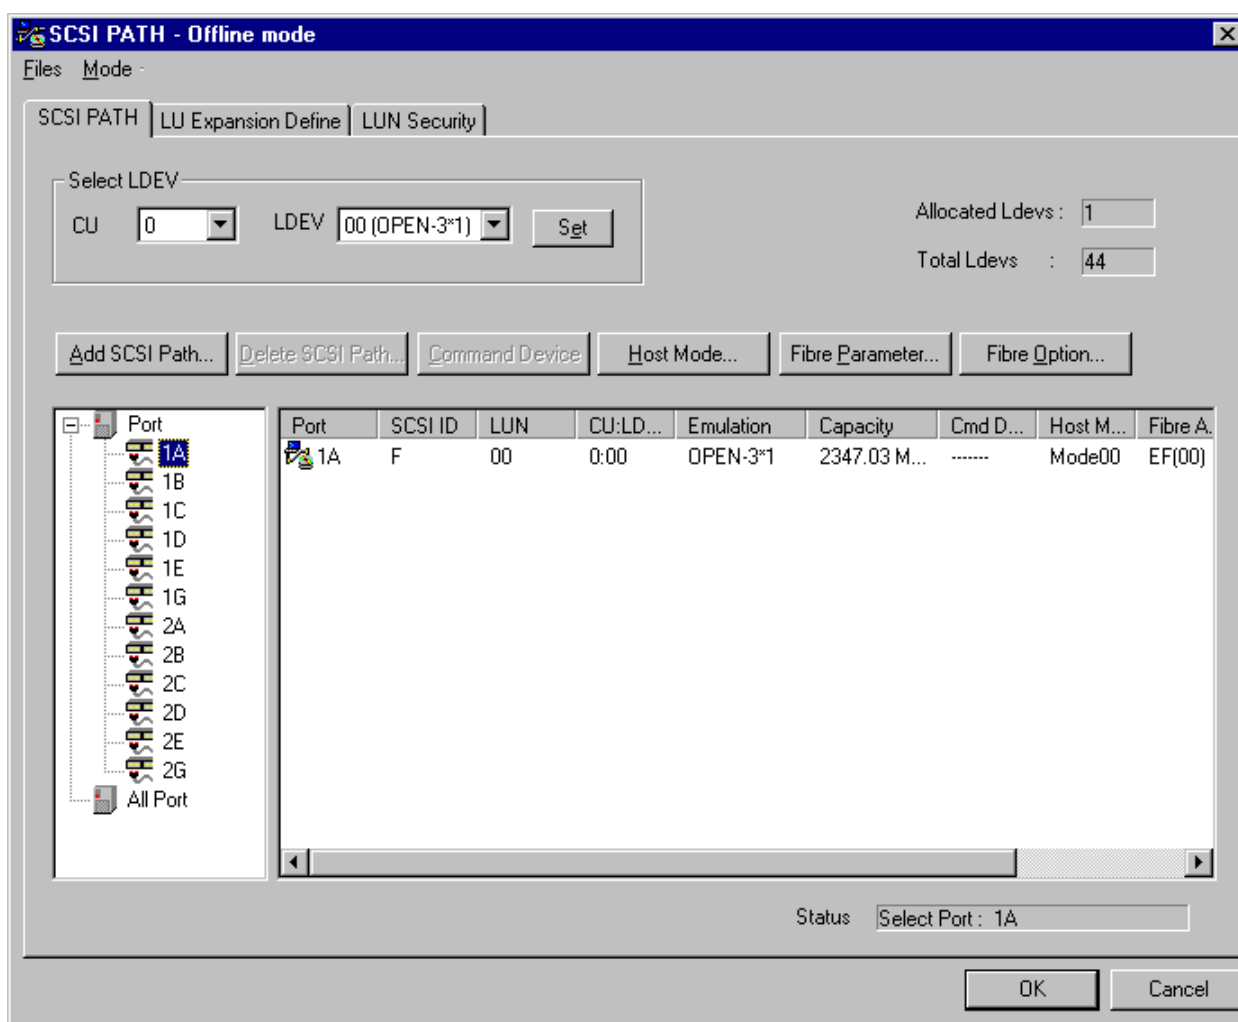 SCSI PATH - Offline mode
Files Mode
SCSI PATH LU Expansion Define LUN Security
Select LDEV
CU 0 LDEV 00 (OPEN-3*1) Set
Allocated Ldevs : 1
Total Ldevs : 44
Add SCSI Path... Delete SCSI Path... Command Device Host Mode... Fibre Parameter... Fibre Option...
Port
1A
1B
1C
1D
1E
1G
2A
2B
2C
2D
2E
2G
All Port
Port SCSI ID LUN CU:LD... Emulation Capacity Cmd D... Host M... Fibre A.
1A F 00 0:00 OPEN-3*1 2347.03 M... ------- Mode00 EF(00)
Status Select Port : 1A
OK Cancel